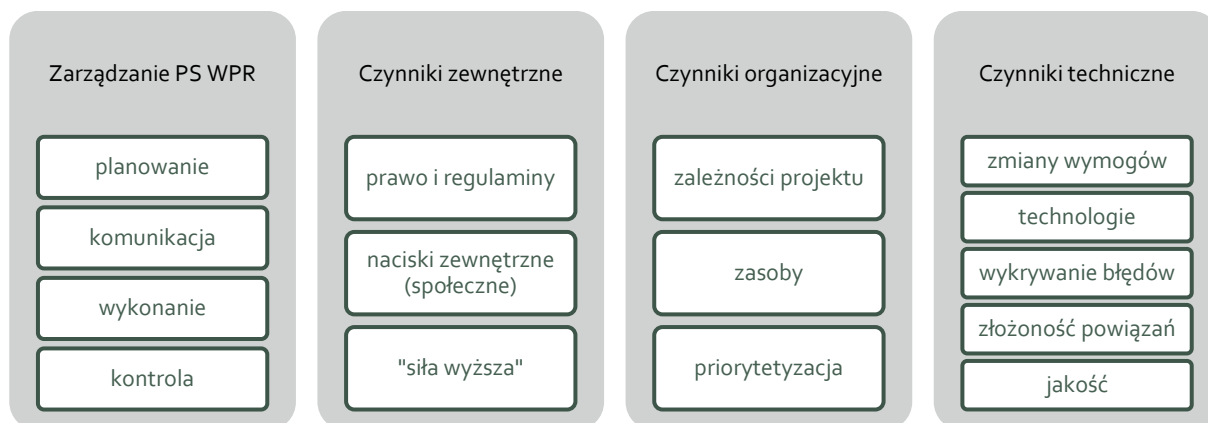 Zarządzanie PS WPR
planowanie
komunikacja
wykonanie
kontrola
Czynniki zewnętrzne
prawo i regulaminy
naciski zewnętrzne
(społeczne)
"siła wyższa"
Czynniki organizacyjne
zależności projektu
zasoby
priorytetyzacja
Czynniki techniczne
zmiany wymogów
technologie
wykrywanie błędów
złożoność powiązań
jakość